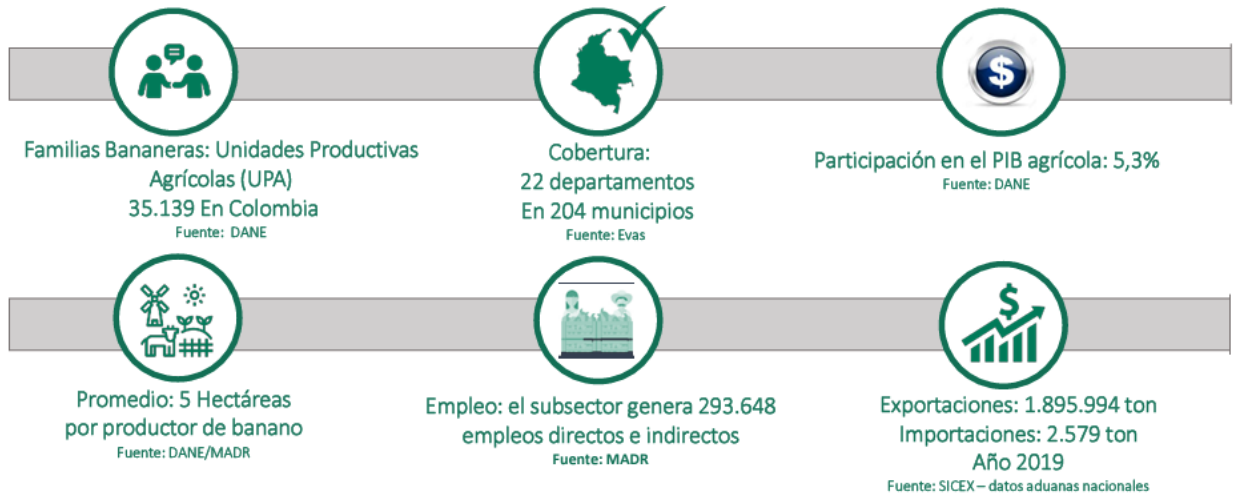 Familias Bananeras: Unidades Productivas
Agrícolas (UPA)
35.139 En Colombia
Fuente: DANE
Cobertura:
22 departamentos
En 204 municipios
Fuente: Evas
$
Participación en el PIB agrícola: 5,3%
Fuente: DANE
Promedio: 5 Hectáreas
por productor de banano
Fuente: DANE/MADR
Empleo: el subsector genera 293.648
empleos directos e indirectos
Fuente: MADR
$
Exportaciones: 1.895.994 ton
Importaciones: 2.579 ton
Año 2019
Fuente: SICEX – datos aduanas nacionales